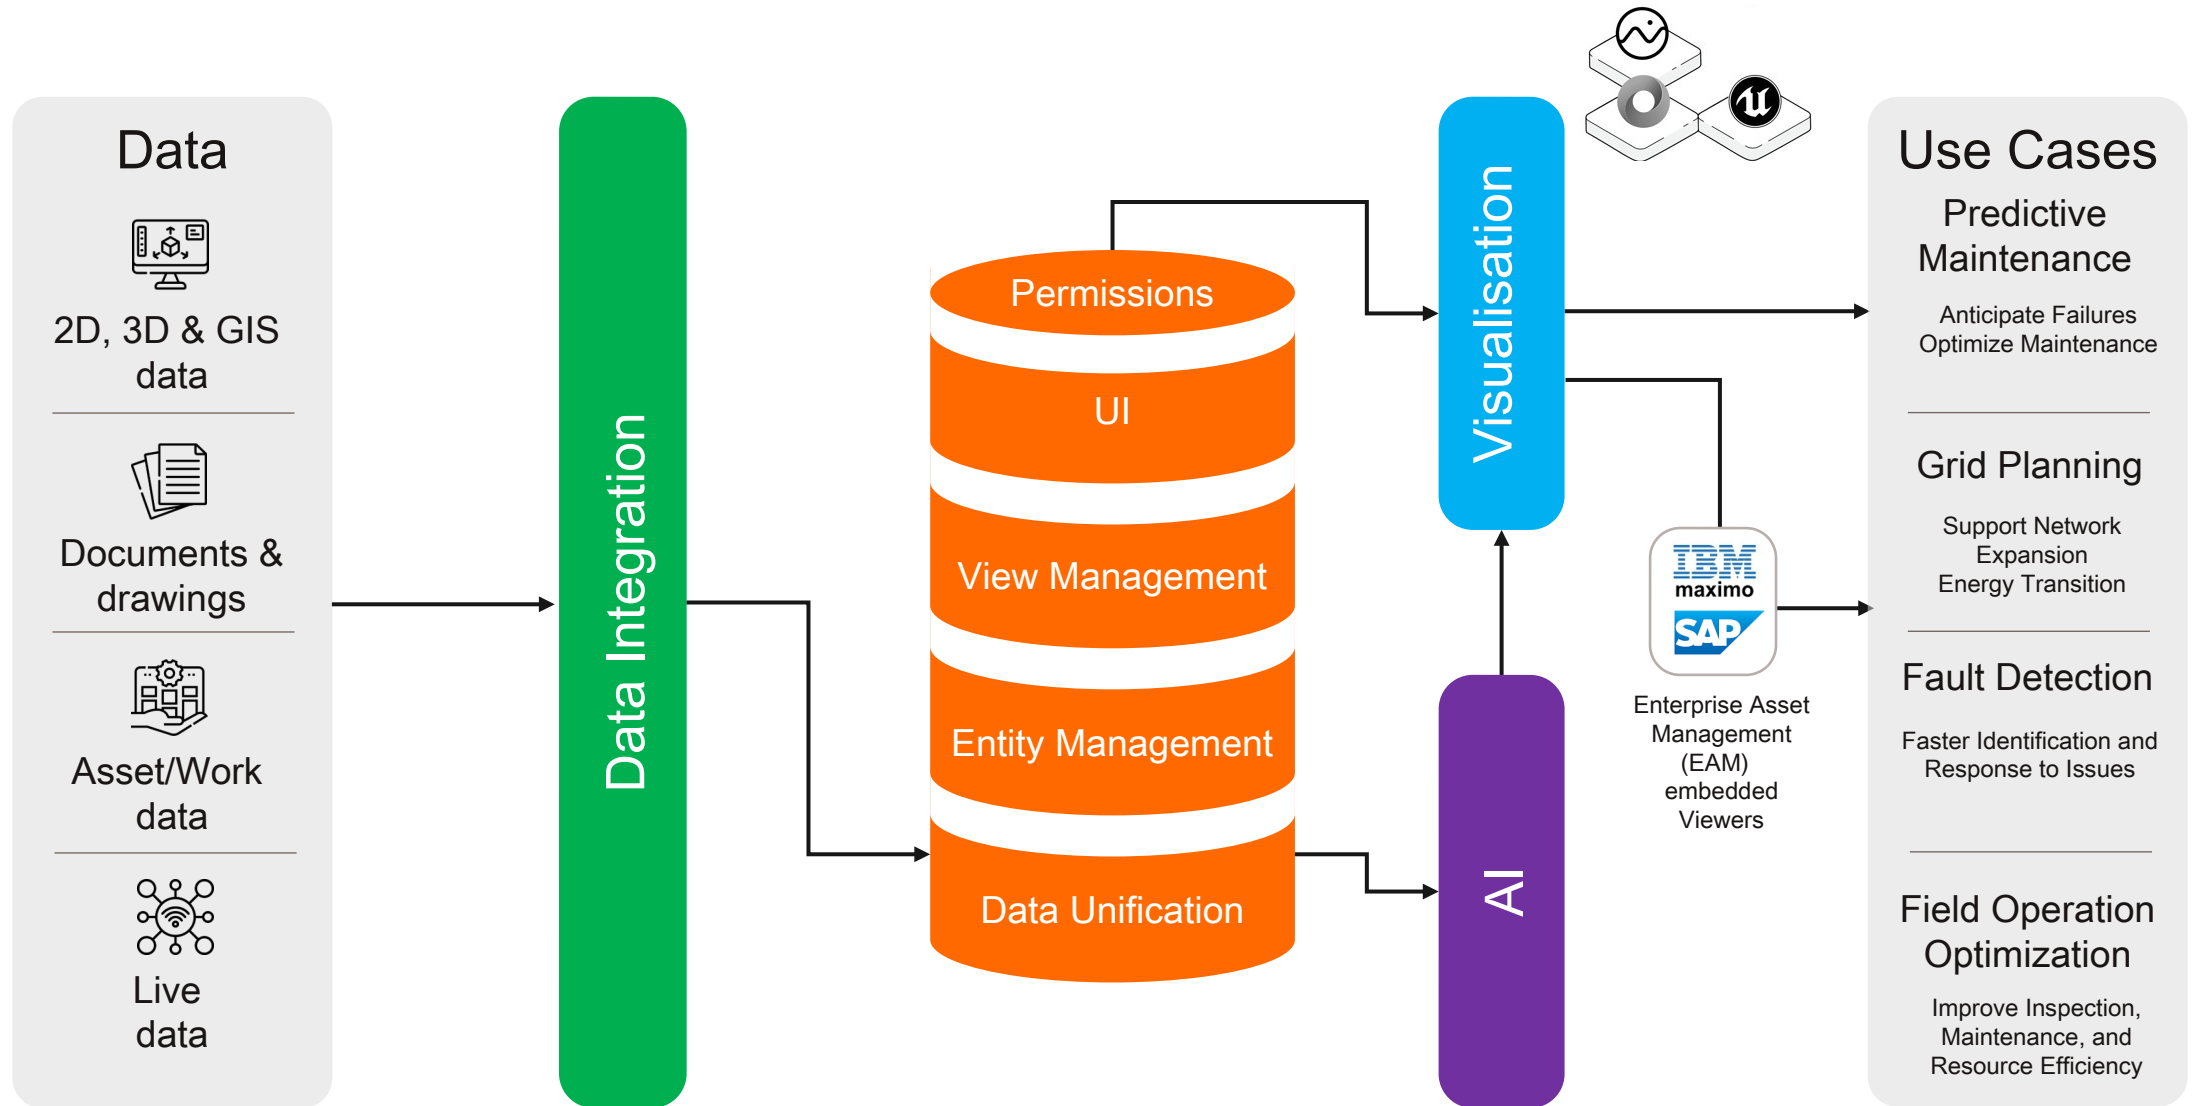 Data
2D, 3D & GIS
data
Documents &
drawings
Asset/Work
data
Live
data
Data Integration
Permissions
UI
View Management
Entity Management
Data Unification
Visualisation
AI
IBM
maximo
SAP
Enterprise Asset
Management
(EAM)
embedded
Viewers
Use Cases
Predictive
Maintenance
Anticipate Failures
Optimize Maintenance
Grid Planning
Support Network
Expansion
Energy Transition
Fault Detection
Faster Identification and
Response to Issues
Field Operation
Optimization
Improve Inspection,
Maintenance, and
Resource Efficiency